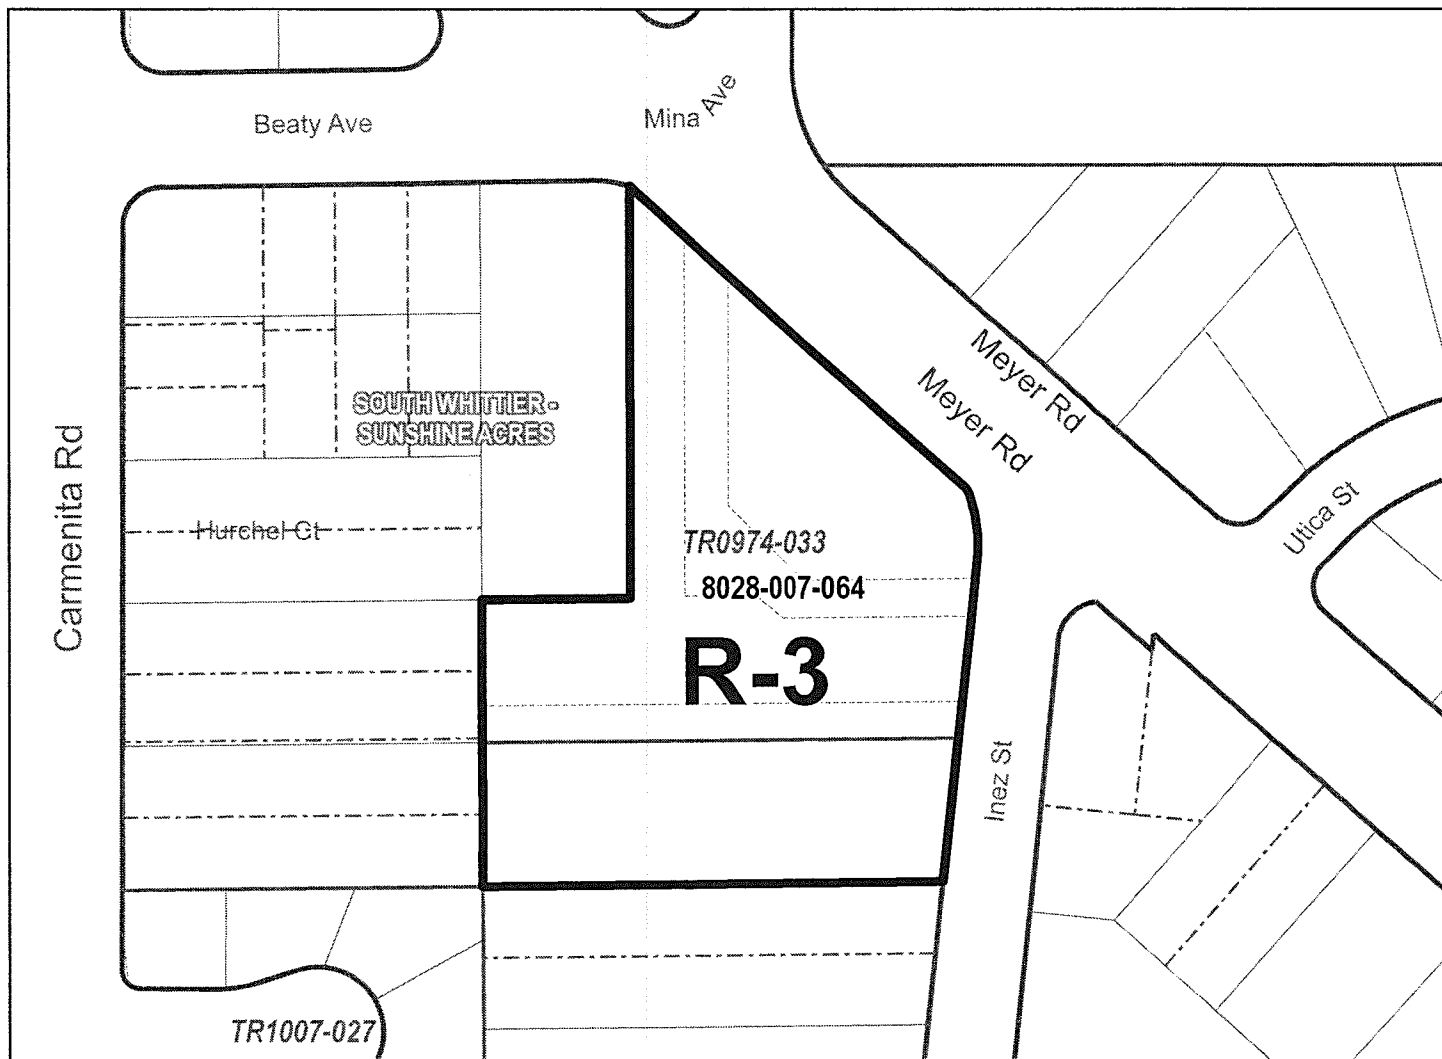 Beaty Ave
Mina Ave
Meyer Rd
Meyer Rd
SOUTH WHITTIER -
SUNSHINE ACRES
Carmenita Rd
Hurchel Ct
Utica St
TR0974-033
8028-007-064
R-3
Inez St
TR1007-027